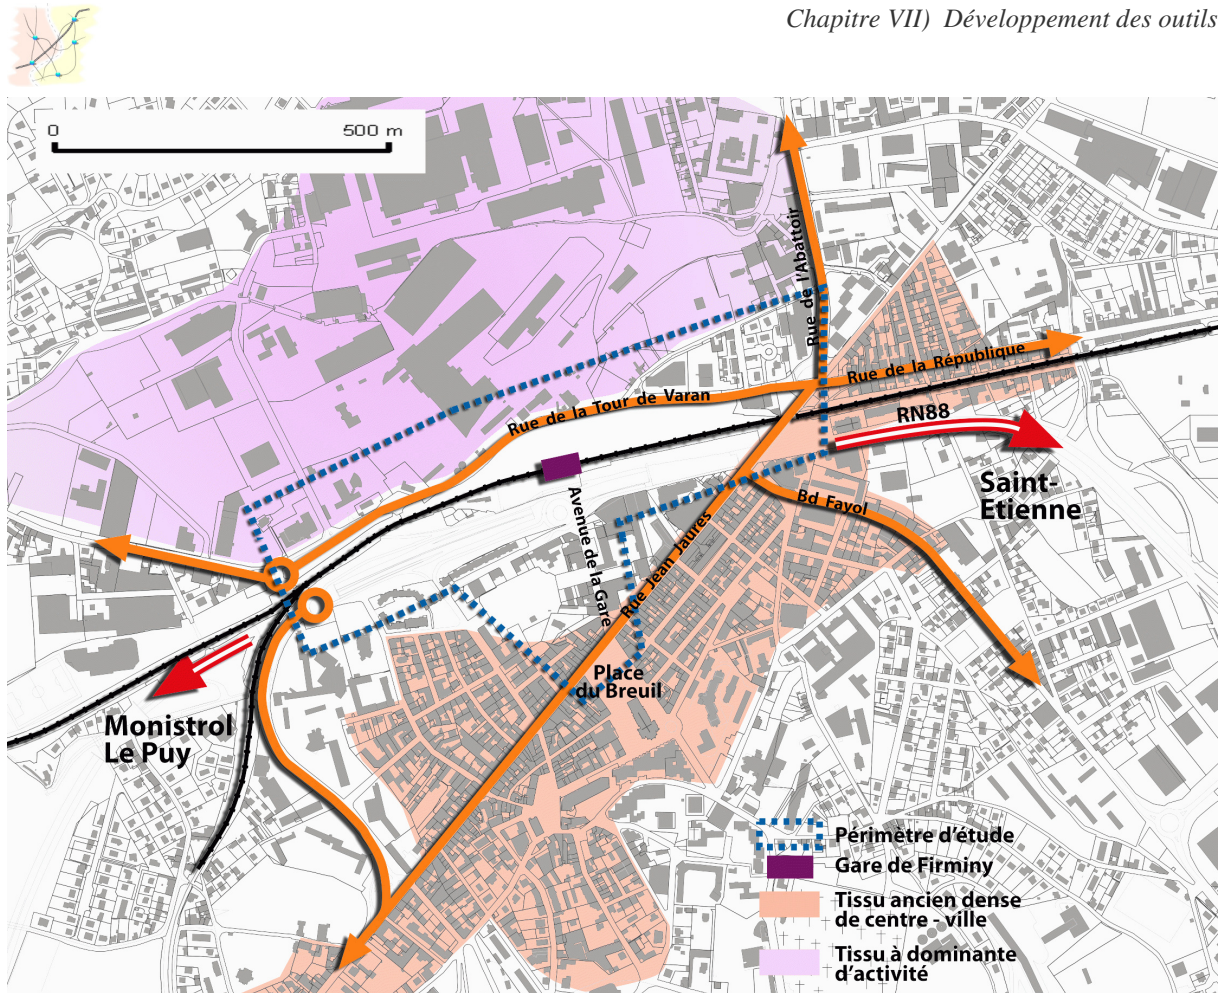 Chapitre VII) Développement des outils
0 500 m
Rue de l'Abattoir
Rue de la République
Rue de la Tour de Varan
RN88
Saint-
Etienne
Bd Fayol
Avenue de la Gare
Rue Jean Jaurès
Place
du Breuil
Monistrol
Le Puy
Périmètre d'étude
Gare de Firminy
Tissu ancien dense
de centre - ville
Tissu à dominante
d'activité